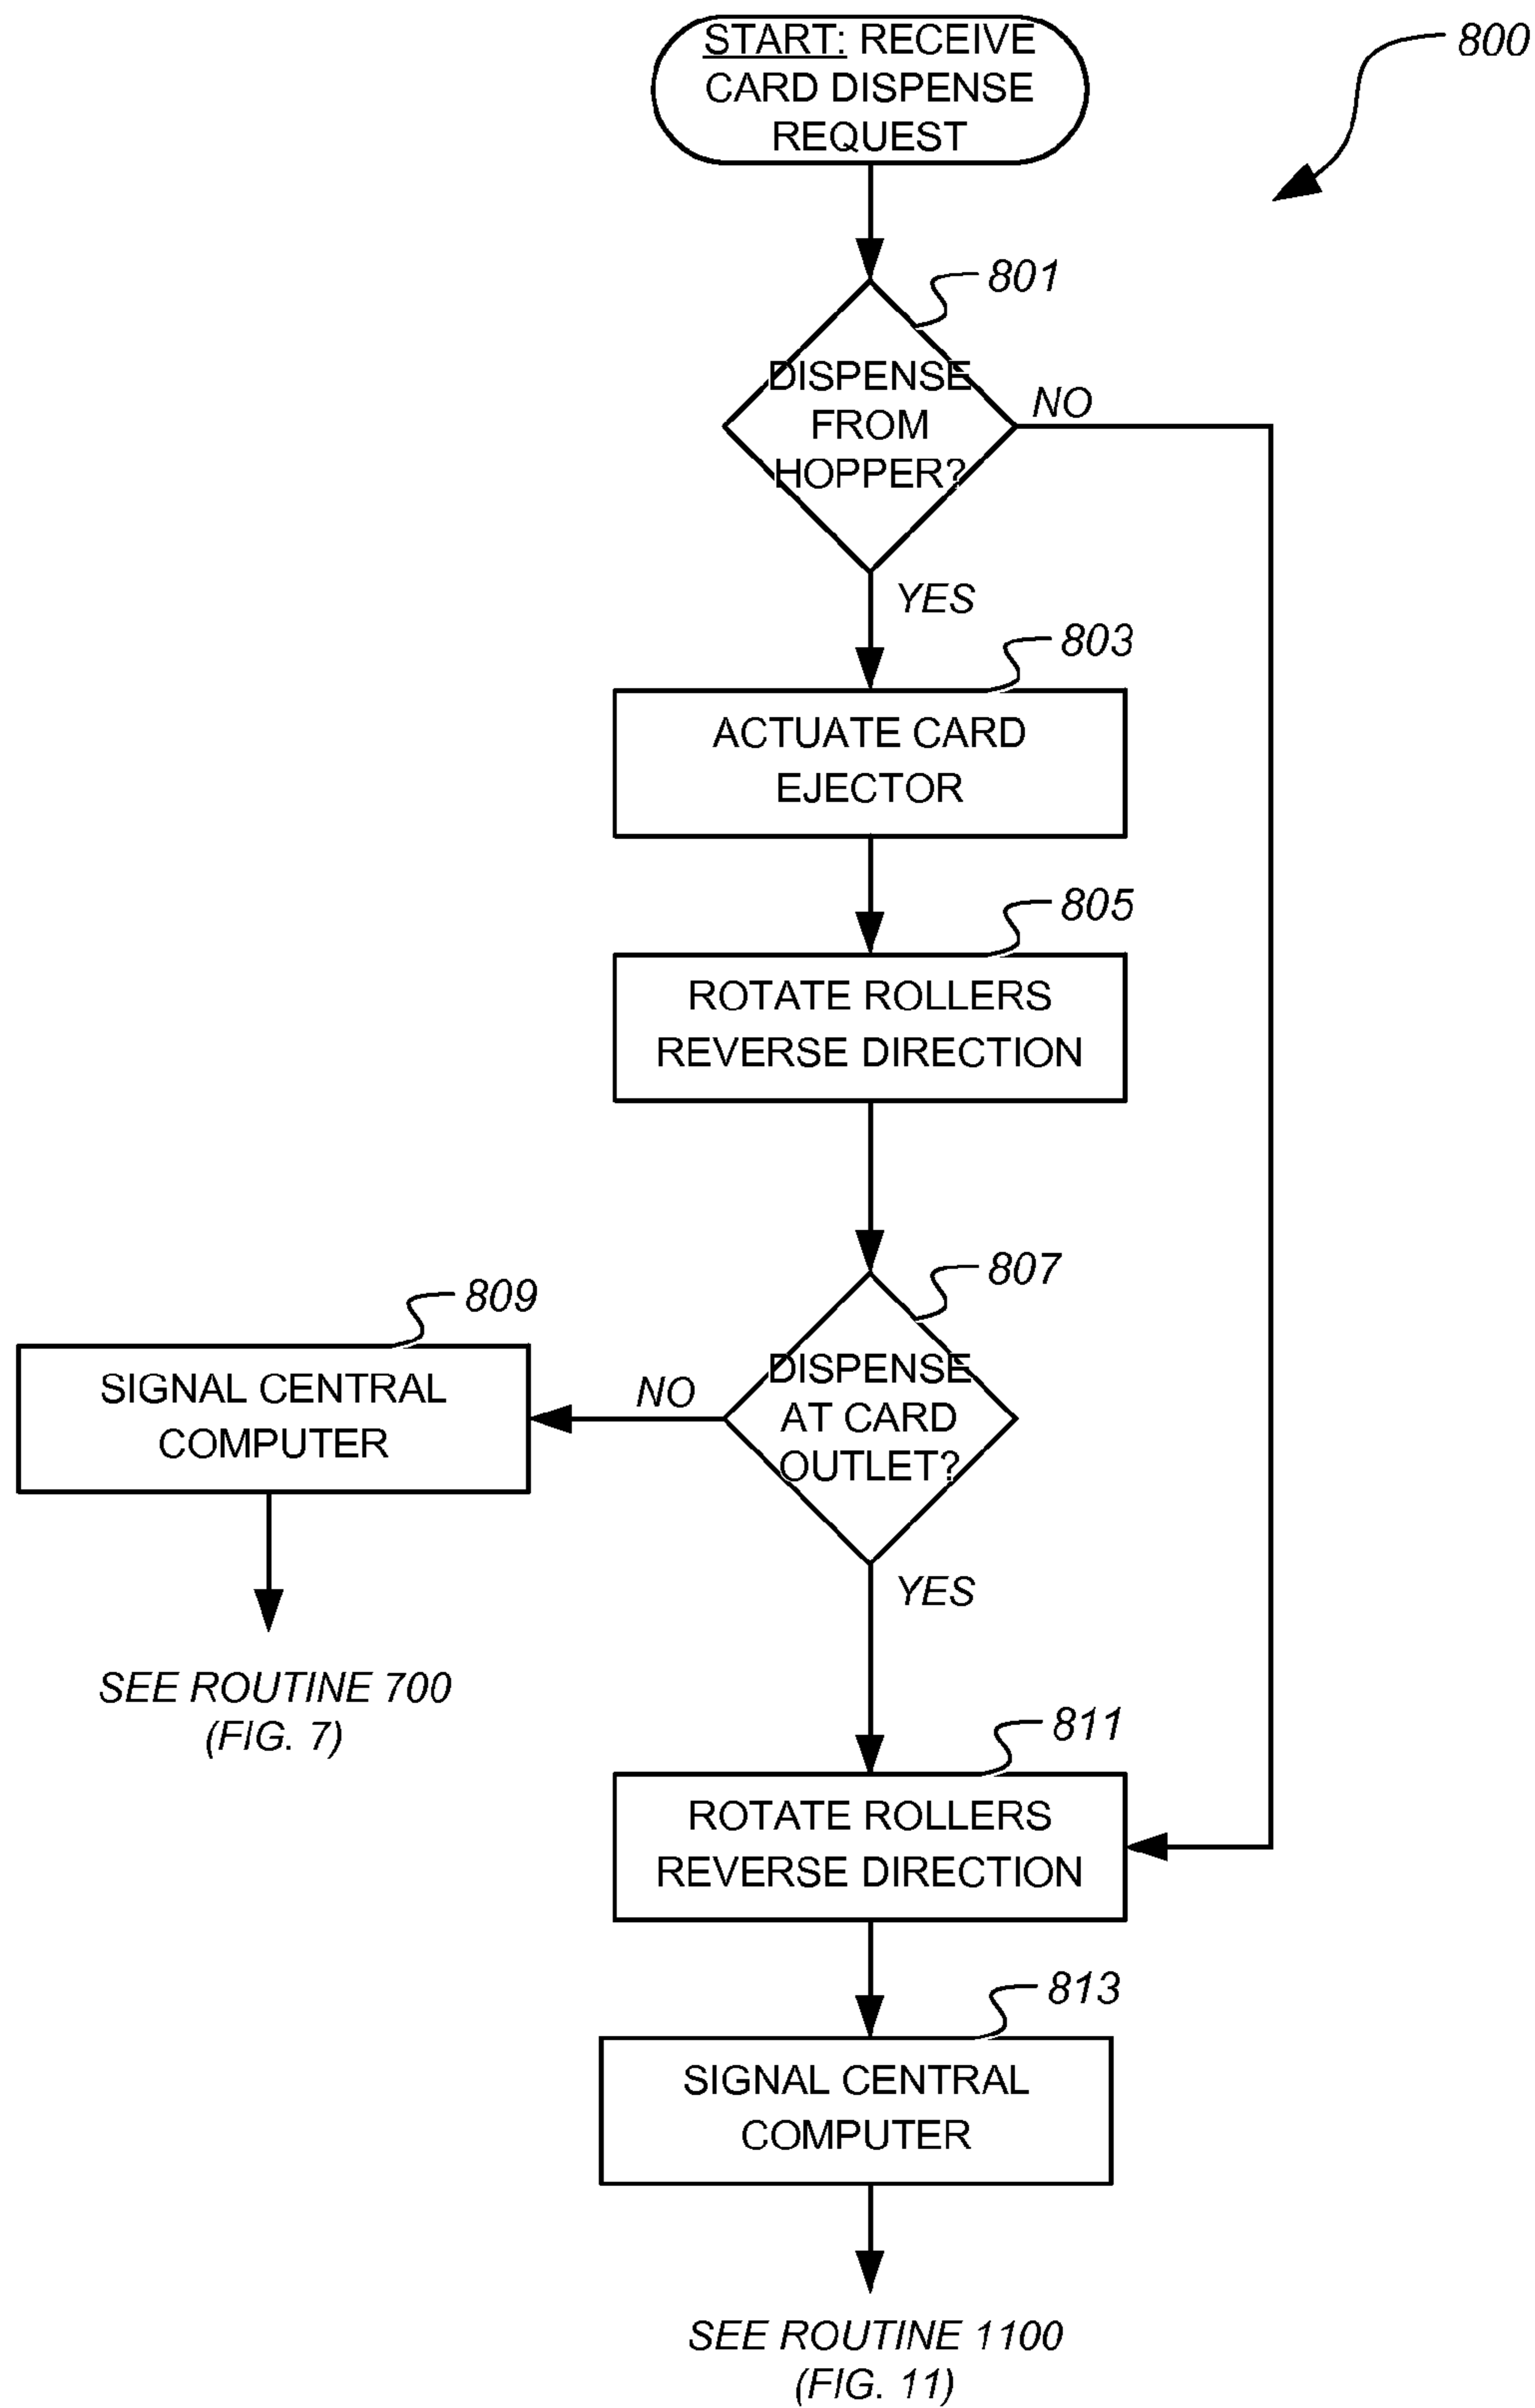 START: RECEIVE
CARD DISPENSE
REQUEST
800
801
DISPENSE
FROM
HOPPER?
NO
YES
803
ACTUATE CARD
EJECTOR
805
ROTATE ROLLERS
REVERSE DIRECTION
807
DISPENSE
AT CARD
OUTLET?
NO
809
SIGNAL CENTRAL
COMPUTER
SEE ROUTINE 700
(FIG. 7)
YES
811
ROTATE ROLLERS
REVERSE DIRECTION
813
SIGNAL CENTRAL
COMPUTER
SEE ROUTINE 1100
(FIG. 11)